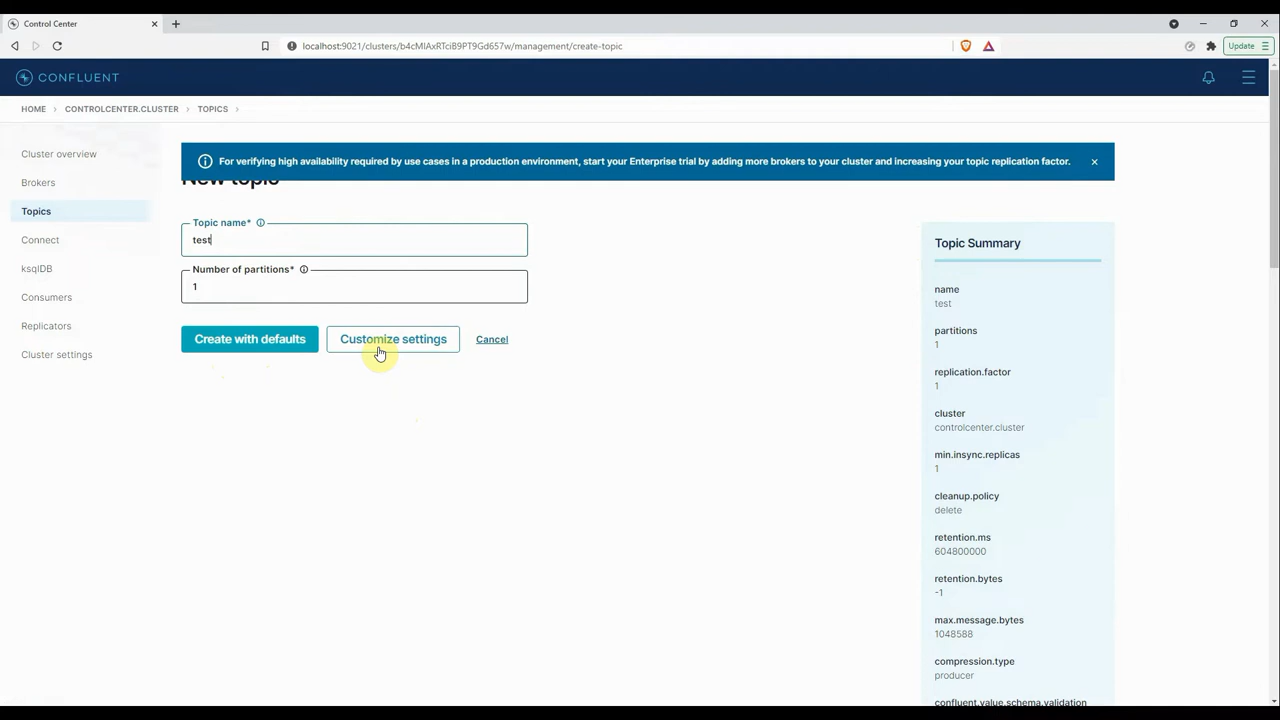 Control Center
localhost:9021/clusters/b4cMIAxRTciB9PT9Gd657w/management/create-topic
Update
CONFLUENT
HOME > CONTROLCENTER.CLUSTER > TOPICS >
For verifying high availability required by use cases in a production environment, start your Enterprise trial by adding more brokers to your cluster and increasing your topic replication factor.
New topic
Cluster overview
Brokers
Topics
Connect
ksqlDB
Consumers
Replicators
Cluster settings
Topic name*
test
Number of partitions*
1
Create with defaults
Customize settings
Cancel
Topic Summary
name
test
partitions
1
replication.factor
1
cluster
controlcenter.cluster
min.insync.replicas
1
cleanup.policy
delete
retention.ms
604800000
retention.bytes
-1
max.message.bytes
1048588
compression.type
producer
confluent.value.schema.validation